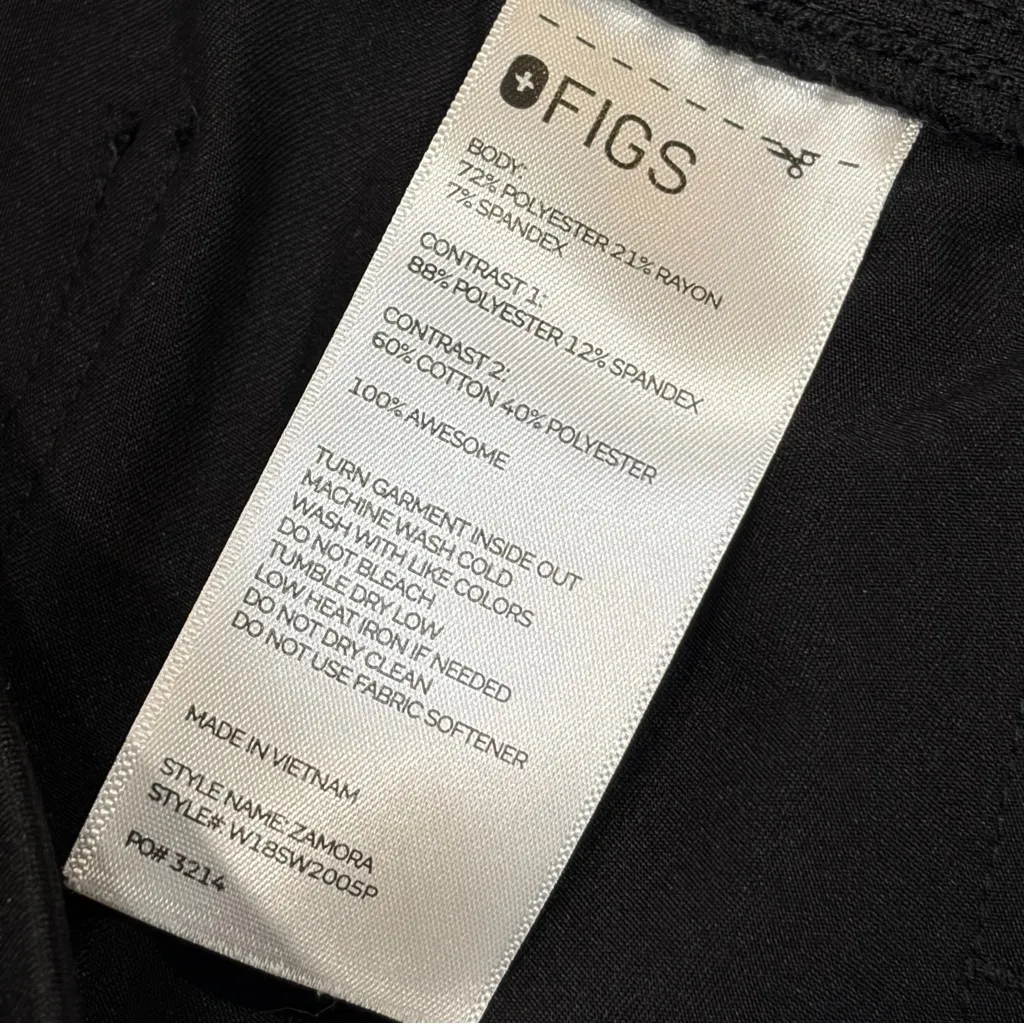 FIGS
BODY:
72% POLYESTER 21% RAYON
7% SPANDEX
CONTRAST 1:
88% POLYESTER 12% SPANDEX
CONTRAST 2:
60% COTTON 40% POLYESTER
100% AWESOME
TURN GARMENT INSIDE OUT
MACHINE WASH COLD
WASH WITH LIKE COLORS
DO NOT BLEACH
TUMBLE DRY LOW
LOW HEAT IRON IF NEEDED
DO NOT DRY CLEAN
DO NOT USE FABRIC SOFTENER
MADE IN VIETNAM
STYLE NAME: ZAMORA
STYLE# W18SW2005P
PO# 3214